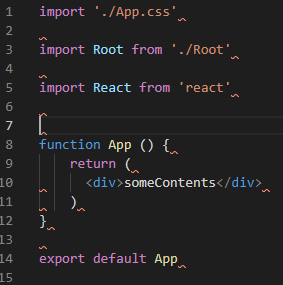 1 import './App.css'
2
3 import Root from './Root'
4
5 import React from 'react'
6
7
8 function App () {
9     return (
10       <div>someContents</div>
11     )
12 }
13
14 export default App
15